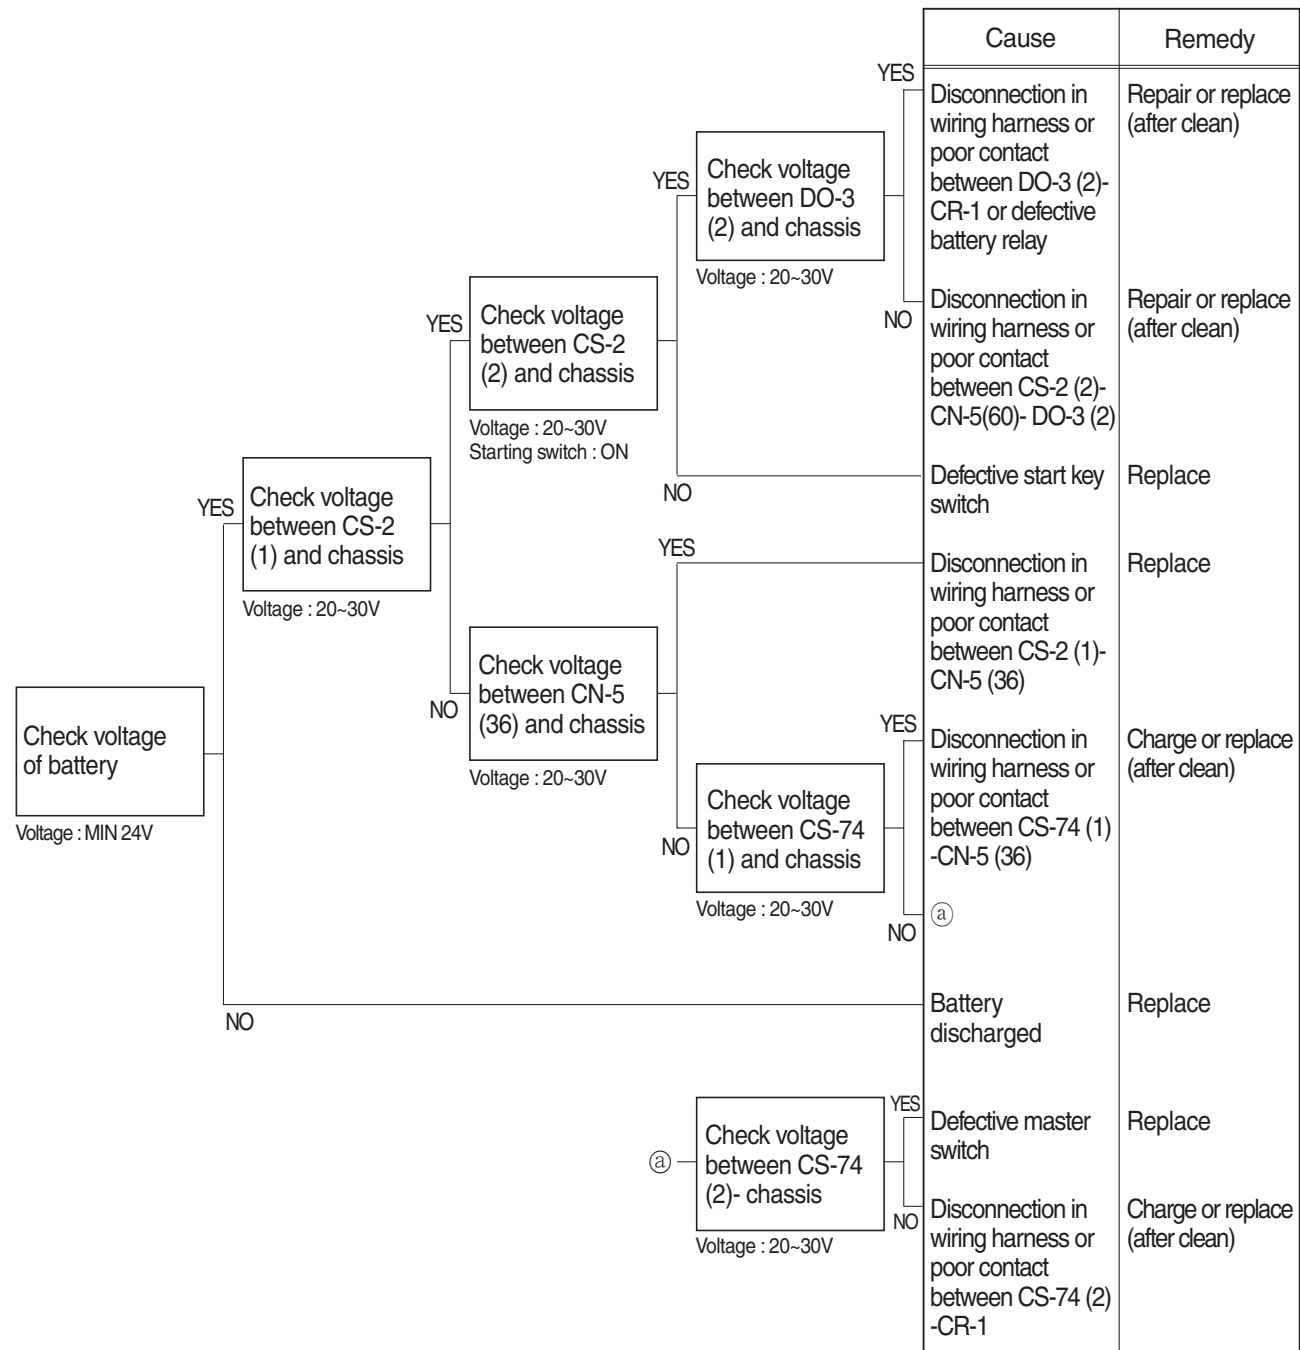 Cause
Remedy
YES
Disconnection in
wiring harness or
poor contact
between DO-3 (2)-
CR-1 or defective
battery relay
Repair or replace
(after clean)
YES
Check voltage
between DO-3
(2) and chassis
Voltage : 20~30V
NO
Disconnection in
wiring harness or
poor contact
between CS-2 (2)-
CN-5(60)- DO-3 (2)
Repair or replace
(after clean)
YES
Check voltage
between CS-2
(2) and chassis
Voltage : 20~30V
Starting switch : ON
NO
Defective start key
switch
Replace
YES
Check voltage
between CS-2
(1) and chassis
Voltage : 20~30V
YES
Disconnection in
wiring harness or
poor contact
between CS-2 (1)-
CN-5 (36)
Replace
NO
Check voltage
between CN-5
(36) and chassis
Voltage : 20~30V
Check voltage
of battery
Voltage : MIN 24V
YES
Disconnection in
wiring harness or
poor contact
between CS-74 (1)
-CN-5 (36)
Charge or replace
(after clean)
NO
Check voltage
between CS-74
(1) and chassis
Voltage : 20~30V
NO
ⓐ
NO
Battery
discharged
Replace
ⓐ
Check voltage
between CS-74
(2)- chassis
Voltage : 20~30V
YES
Defective master
switch
Replace
NO
Disconnection in
wiring harness or
poor contact
between CS-74 (2)
-CR-1
Charge or replace
(after clean)